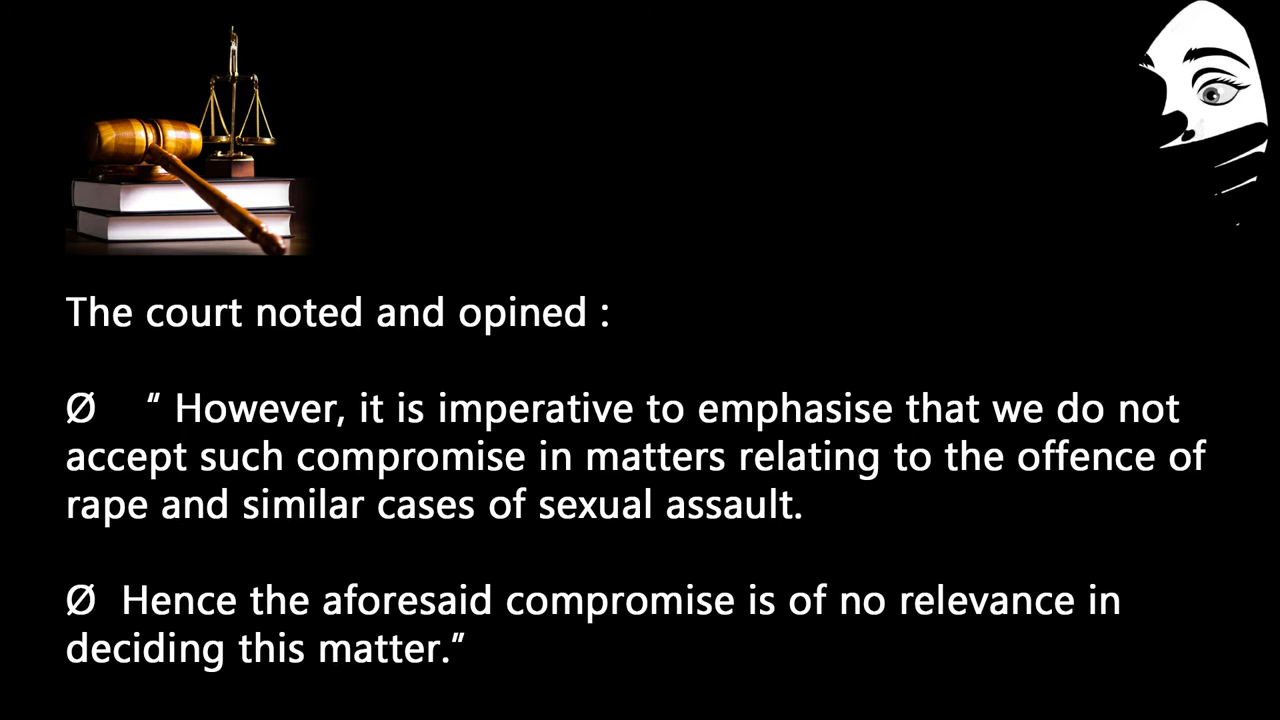 The court noted and opined :
Ø “ However, it is imperative to emphasise that we do not
accept such compromise in matters relating to the offence of
rape and similar cases of sexual assault.
Ø Hence the aforesaid compromise is of no relevance in
deciding this matter.”